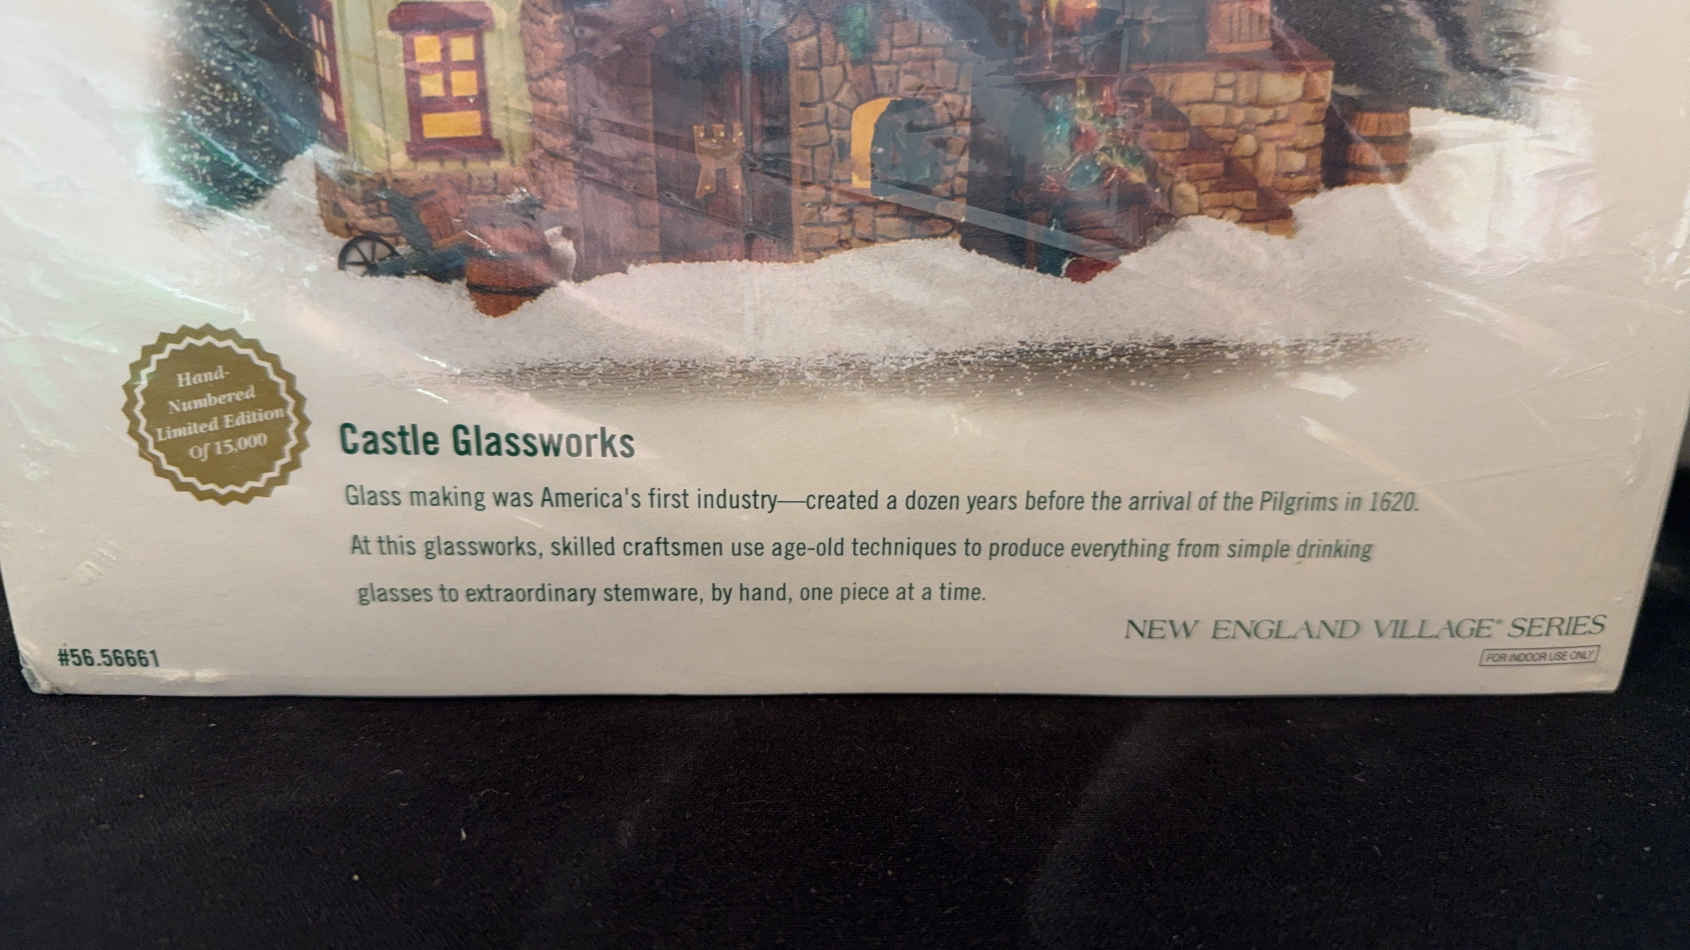 Hand-
Numbered
Limited Edition
Of 15,000
Castle Glassworks
Glass making was America's first industry—created a dozen years before the arrival of the Pilgrims in 1620.
At this glassworks, skilled craftsmen use age-old techniques to produce everything from simple drinking
glasses to extraordinary stemware, by hand, one piece at a time.
NEW ENGLAND VILLAGE® SERIES
FOR INDOOR USE ONLY
#56.56661